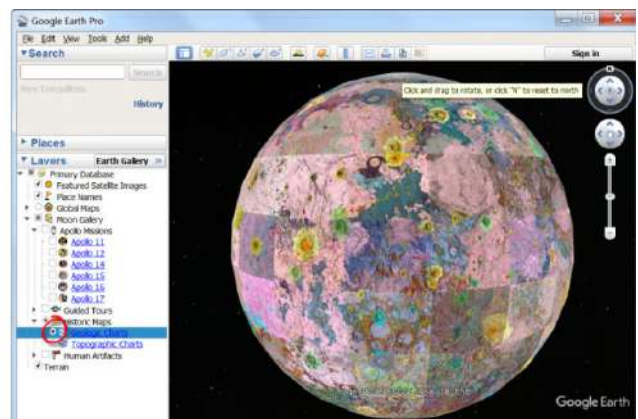 Google Earth Pro
File Edit View Tools Add Help
Search
Search
History
Sign in
Click and drag to rotate, or click "N" to reset to north
N
Places
Layers
Earth Gallery »
Primary Database
Featured Satellite Images
Place Names
Global Maps
Moon Gallery
Apollo Missions
Apollo 11
Apollo 12
Apollo 14
Apollo 15
Apollo 16
Apollo 17
Guided Tours
Historic Maps
Geologic Charts
Topographic Charts
Human Artifacts
Terrain
Google Earth